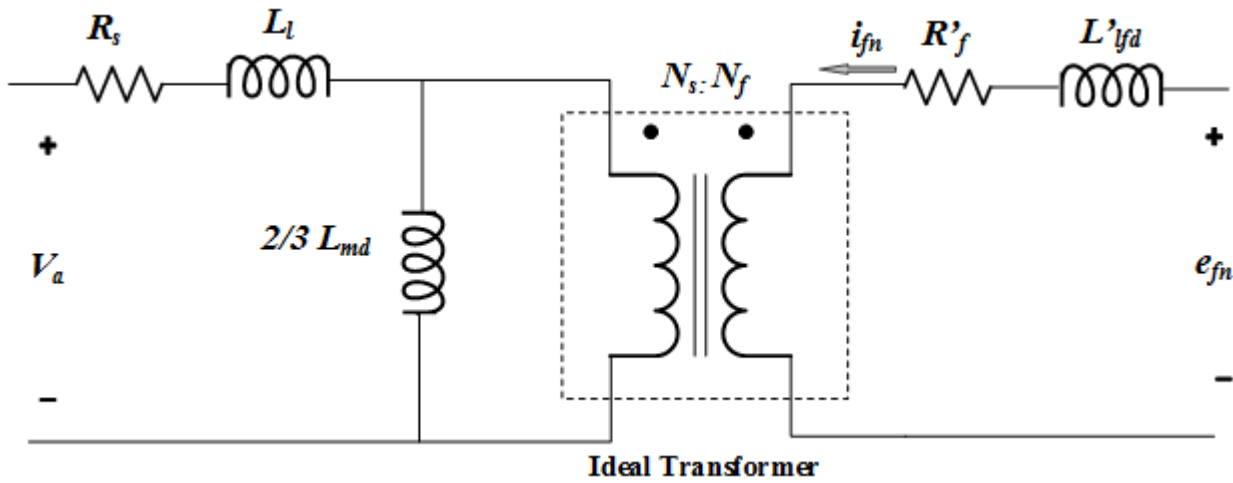 Rs
Ll
ifn
R'f
L'lfd
Ns: Nf
+
+
2/3 Lmd
Va
efn
-
-
Ideal Transformer